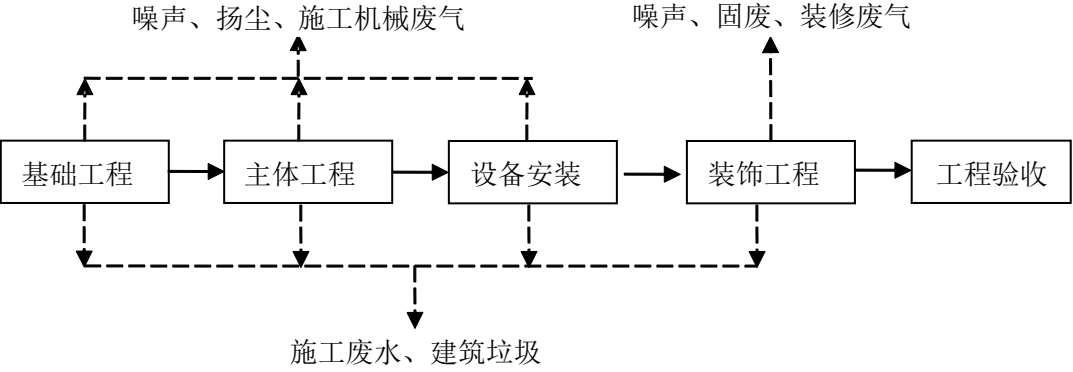 噪声、扬尘、施工机械废气
噪声、固废、装修废气
基础工程
主体工程
设备安装
装饰工程
工程验收
施工废水、建筑垃圾